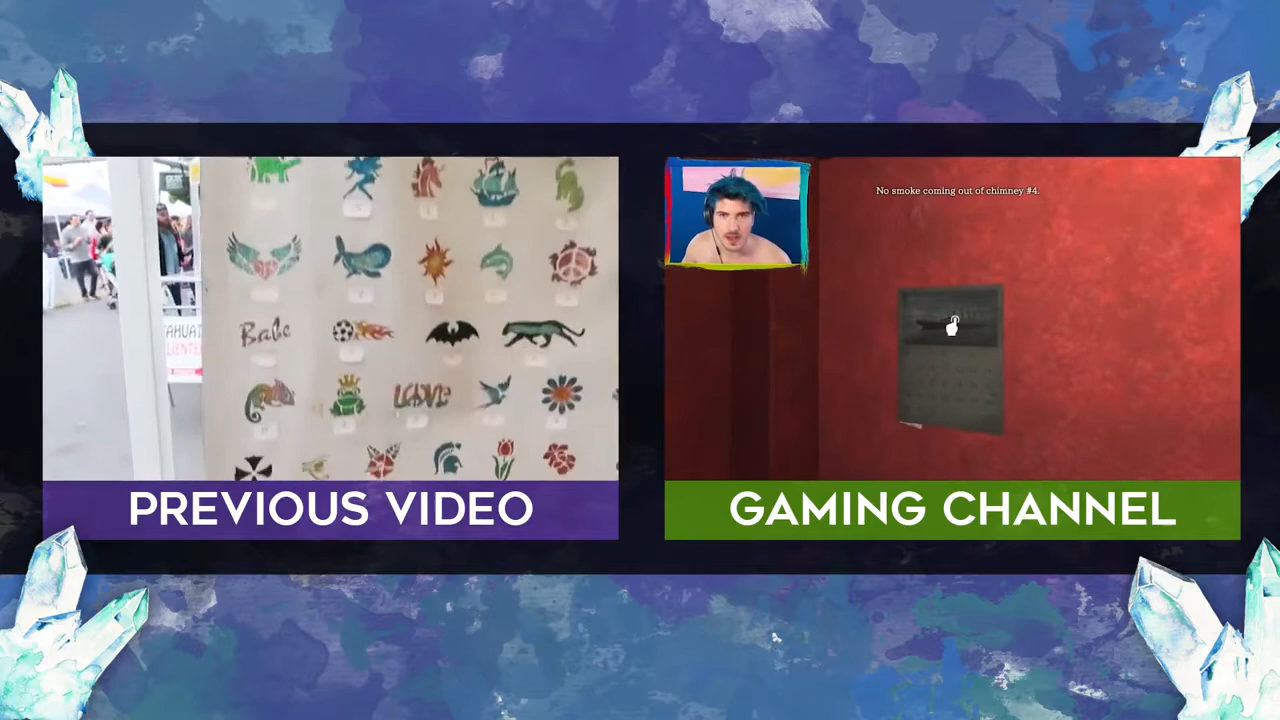 No smoke coming out of chimney #4.
Babe
LOVE
PREVIOUS VIDEO
GAMING CHANNEL